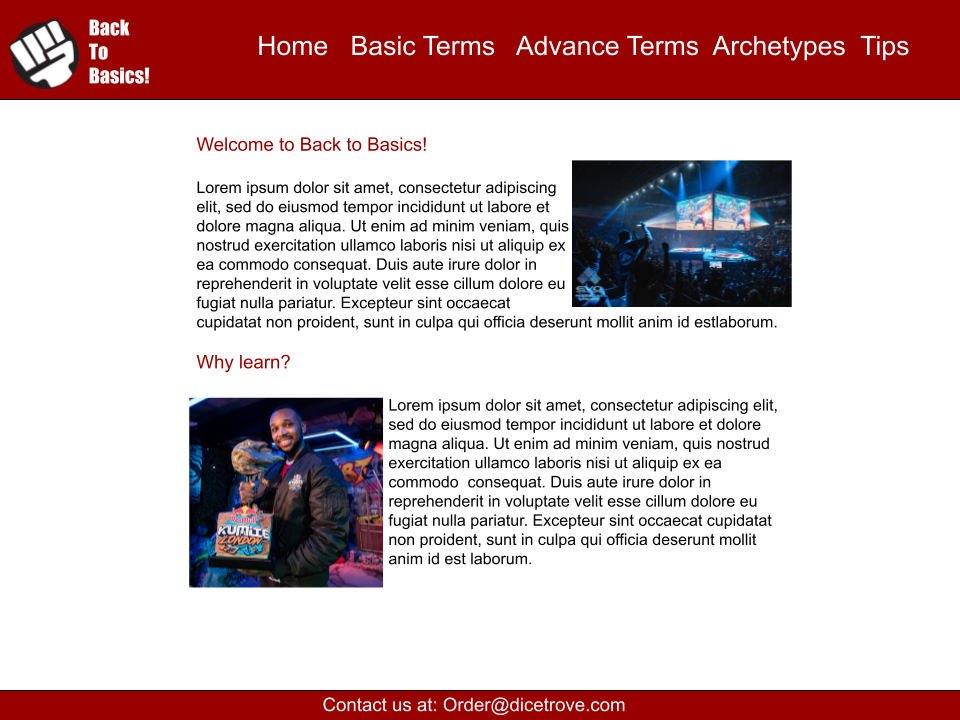 Back
To
Basics!
Home Basic Terms Advance Terms Archetypes Tips
Welcome to Back to Basics!
Lorem ipsum dolor sit amet, consectetur adipiscing
elit, sed do eiusmod tempor incididunt ut labore et
dolore magna aliqua. Ut enim ad minim veniam, quis
nostrud exercitation ullamco laboris nisi ut aliquip ex
ea commodo consequat. Duis aute irure dolor in
reprehenderit in voluptate velit esse cillum dolore eu
fugiat nulla pariatur. Excepteur sint occaecat
cupidatat non proident, sunt in culpa qui officia deserunt mollit anim id estlaborum.
EVO
Why learn?
Lorem ipsum dolor sit amet, consectetur adipiscing elit,
sed do eiusmod tempor incididunt ut labore et dolore
magna aliqua. Ut enim ad minim veniam, quis nostrud
exercitation ullamco laboris nisi ut aliquip ex ea
commodo  consequat. Duis aute irure dolor in
reprehenderit in voluptate velit esse cillum dolore eu
fugiat nulla pariatur. Excepteur sint occaecat cupidatat
non proident, sunt in culpa qui officia deserunt mollit
anim id est laborum.
KUMITE
LONDON
Contact us at: Order@dicetrove.com